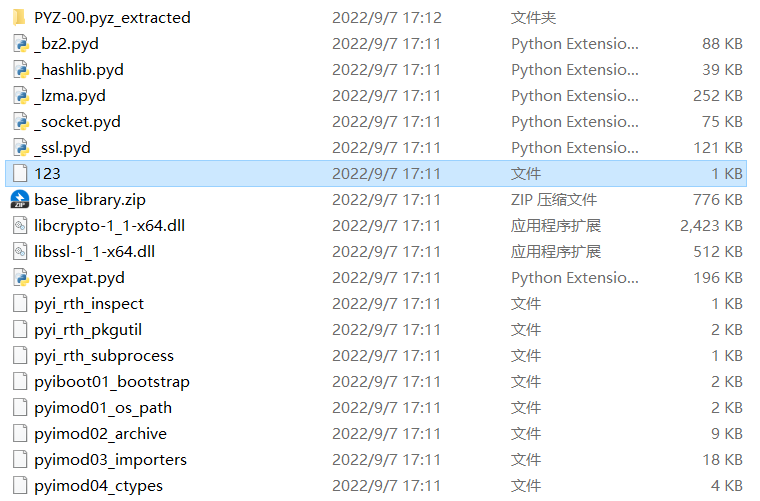 PYZ-00.pyz_extracted 2022/9/7 17:12 文件夹
_bz2.pyd 2022/9/7 17:11 Python Extensio... 88 KB
_hashlib.pyd 2022/9/7 17:11 Python Extensio... 39 KB
_lzma.pyd 2022/9/7 17:11 Python Extensio... 252 KB
_socket.pyd 2022/9/7 17:11 Python Extensio... 75 KB
_ssl.pyd 2022/9/7 17:11 Python Extensio... 121 KB
123 2022/9/7 17:11 文件 1 KB
base_library.zip 2022/9/7 17:11 ZIP 压缩文件 776 KB
libcrypto-1_1-x64.dll 2022/9/7 17:11 应用程序扩展 2,423 KB
libssl-1_1-x64.dll 2022/9/7 17:11 应用程序扩展 512 KB
pyexpat.pyd 2022/9/7 17:11 Python Extensio... 196 KB
pyi_rth_inspect 2022/9/7 17:11 文件 1 KB
pyi_rth_pkgutil 2022/9/7 17:11 文件 2 KB
pyi_rth_subprocess 2022/9/7 17:11 文件 1 KB
pyiboot01_bootstrap 2022/9/7 17:11 文件 2 KB
pyimod01_os_path 2022/9/7 17:11 文件 2 KB
pyimod02_archive 2022/9/7 17:11 文件 9 KB
pyimod03_importers 2022/9/7 17:11 文件 18 KB
pyimod04_ctypes 2022/9/7 17:11 文件 4 KB